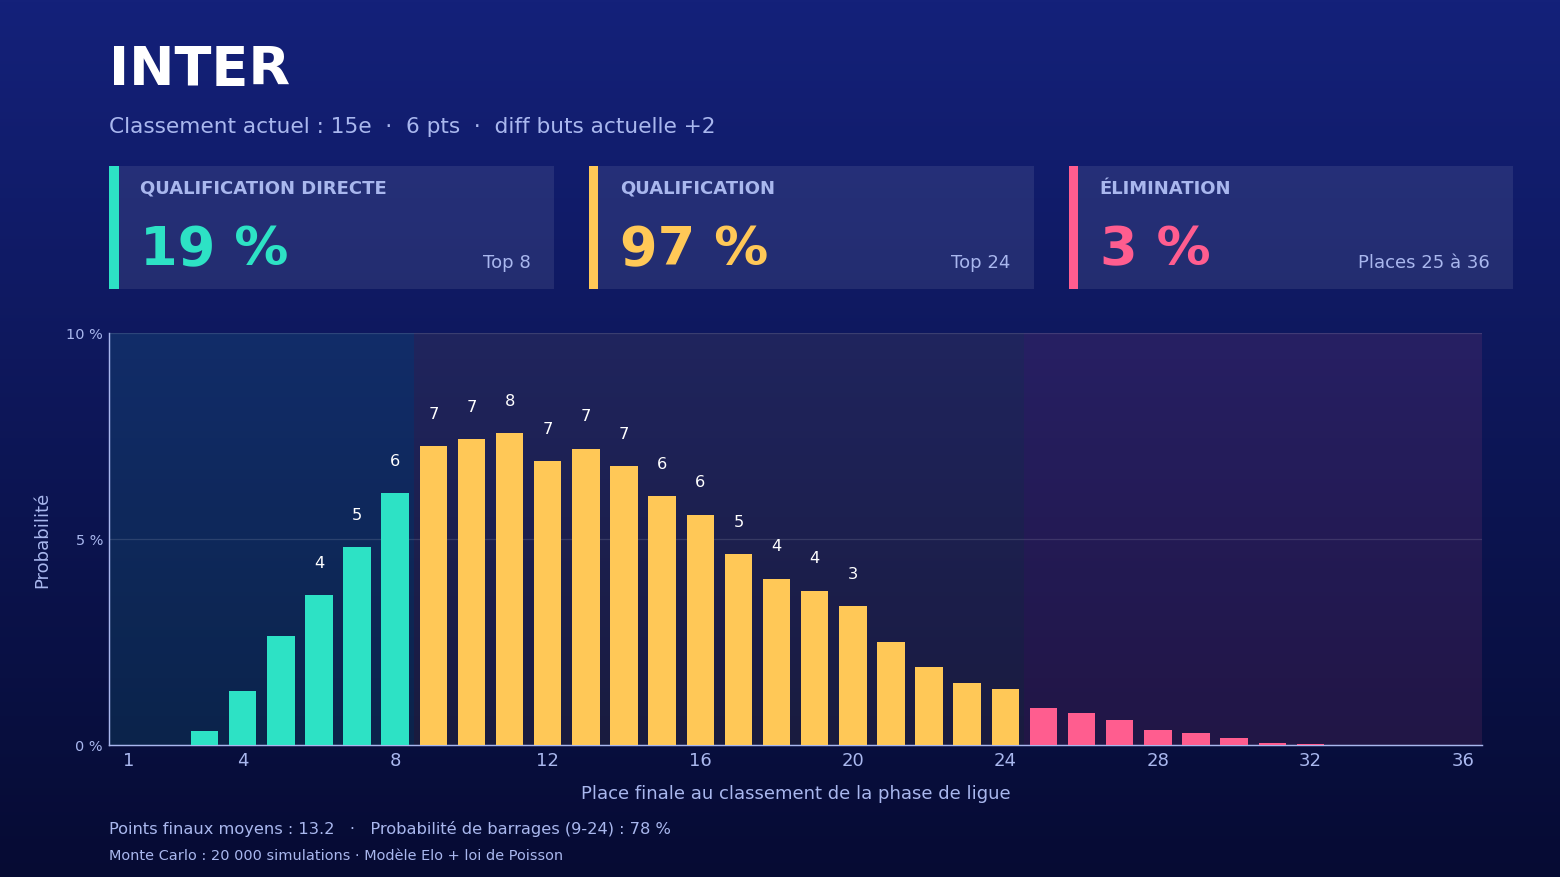 INTER
Classement actuel : 15e · 6 pts · diff buts actuelle +2
QUALIFICATION DIRECTE
19 %
Top 8
QUALIFICATION
97 %
Top 24
ÉLIMINATION
3 %
Places 25 à 36
10 %
5 %
0 %
Probabilité
4
5
6
7
7
8
7
7
7
6
6
5
4
4
3
1 4 8 12 16 20 24 28 32 36
Place finale au classement de la phase de ligue
Points finaux moyens : 13.2 · Probabilité de barrages (9-24) : 78 %
Monte Carlo : 20 000 simulations · Modèle Elo + loi de Poisson